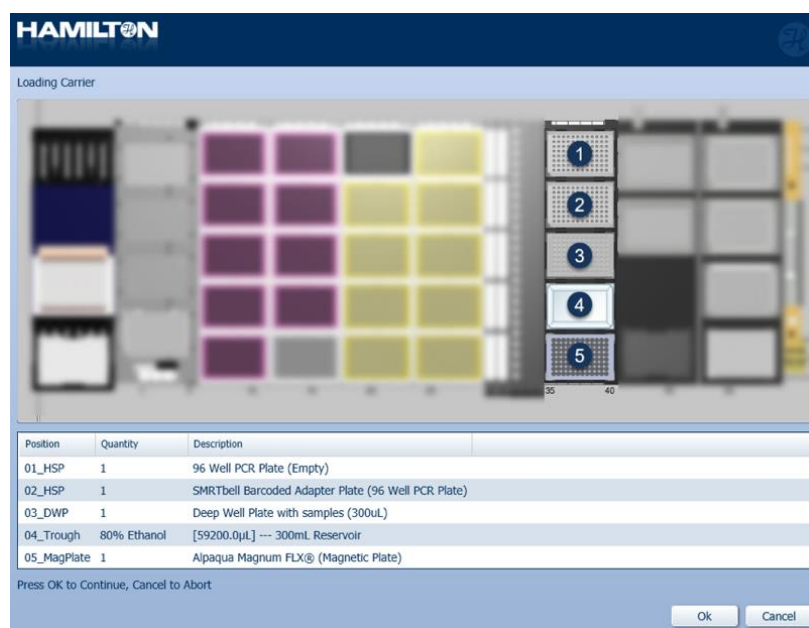 HAMILTON
Loading Carrier
1
2
3
4
5
35 40
Position Quantity Description
01_HSP 1 96 Well PCR Plate (Empty)
02_HSP 1 SMRTbell Barcoded Adapter Plate (96 Well PCR Plate)
03_DWP 1 Deep Well Plate with samples (300uL)
04_Trough 80% Ethanol [59200.0µL] --- 300mL Reservoir
05_MagPlate 1 Alpaqua Magnum FLX® (Magnetic Plate)
Press OK to Continue, Cancel to Abort
Ok Cancel